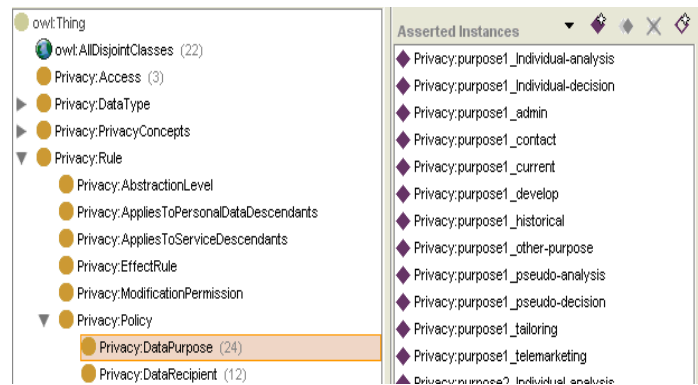 owl:Thing
owl:AllDisjointClasses (22)
Privacy:Access (3)
Privacy:DataType
Privacy:PrivacyConcepts
Privacy:Rule
Privacy:AbstractionLevel
Privacy:AppliesToPersonalDataDescendants
Privacy:AppliesToServiceDescendants
Privacy:EffectRule
Privacy:ModificationPermission
Privacy:Policy
Privacy:DataPurpose (24)
Privacy:DataRecipient (12)
Asserted Instances
Privacy:purpose1_Individual-analysis
Privacy:purpose1_Individual-decision
Privacy:purpose1_admin
Privacy:purpose1_contact
Privacy:purpose1_current
Privacy:purpose1_develop
Privacy:purpose1_historical
Privacy:purpose1_other-purpose
Privacy:purpose1_pseudo-analysis
Privacy:purpose1_pseudo-decision
Privacy:purpose1_tailoring
Privacy:purpose1_telemarketing
Privacy:purpose2_Individual-analysis